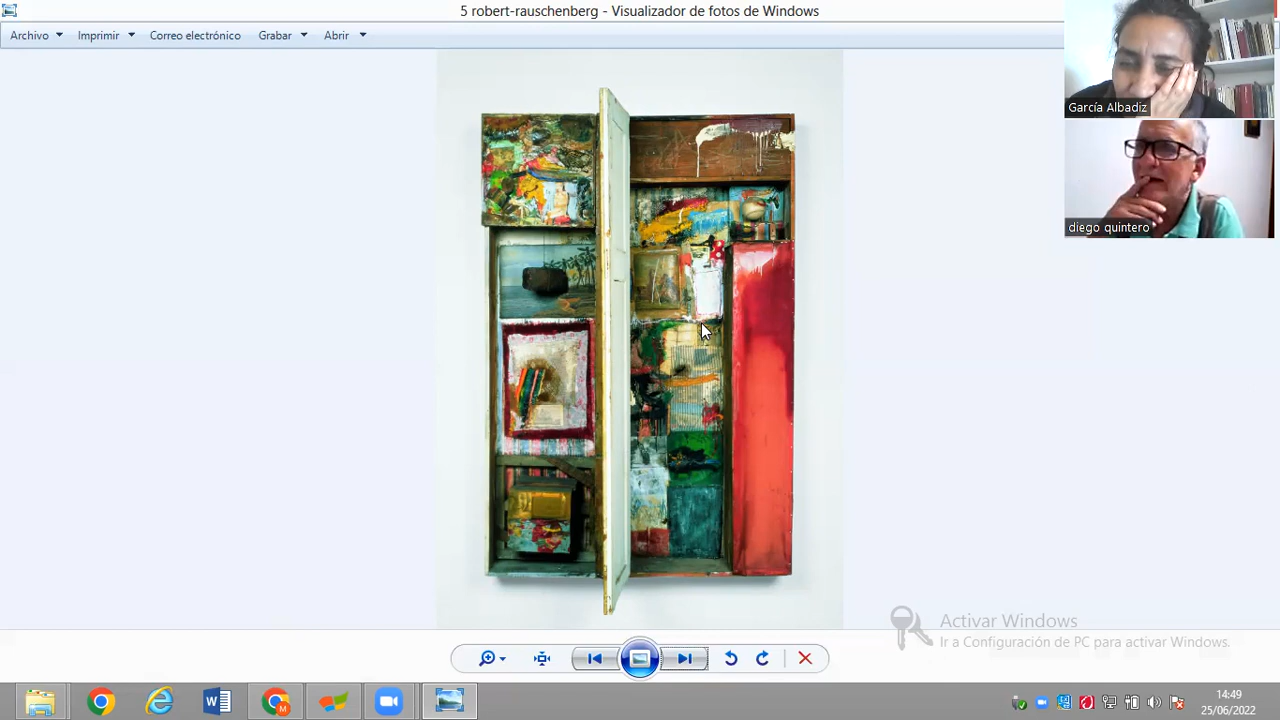 5 robert-rauschenberg - Visualizador de fotos de Windows
Archivo Imprimir Correo electrónico Grabar Abrir
García Albadiz
diego quintero
Activar Windows
Ir a Configuración de PC para activar Windows.
14:49
25/06/2022